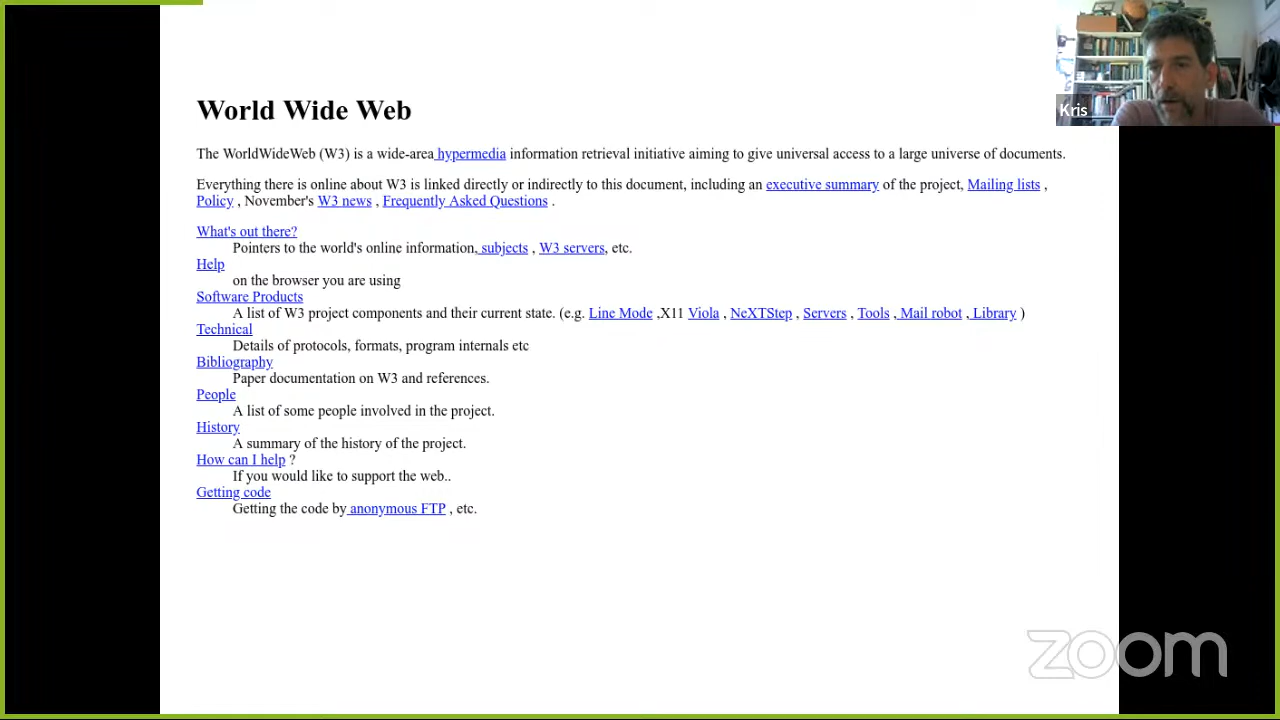 World Wide Web
The WorldWideWeb (W3) is a wide-area hypermedia information retrieval initiative aiming to give universal access to a large universe of documents.
Everything there is online about W3 is linked directly or indirectly to this document, including an executive summary of the project, Mailing lists ,
Policy , November's W3 news , Frequently Asked Questions .
What's out there?
Pointers to the world's online information, subjects , W3 servers, etc.
Help
on the browser you are using
Software Products
A list of W3 project components and their current state. (e.g. Line Mode ,X11 Viola , NeXTStep , Servers , Tools , Mail robot , Library )
Technical
Details of protocols, formats, program internals etc
Bibliography
Paper documentation on W3 and references.
People
A list of some people involved in the project.
History
A summary of the history of the project.
How can I help ?
If you would like to support the web..
Getting code
Getting the code by anonymous FTP , etc.
Kris
zoom